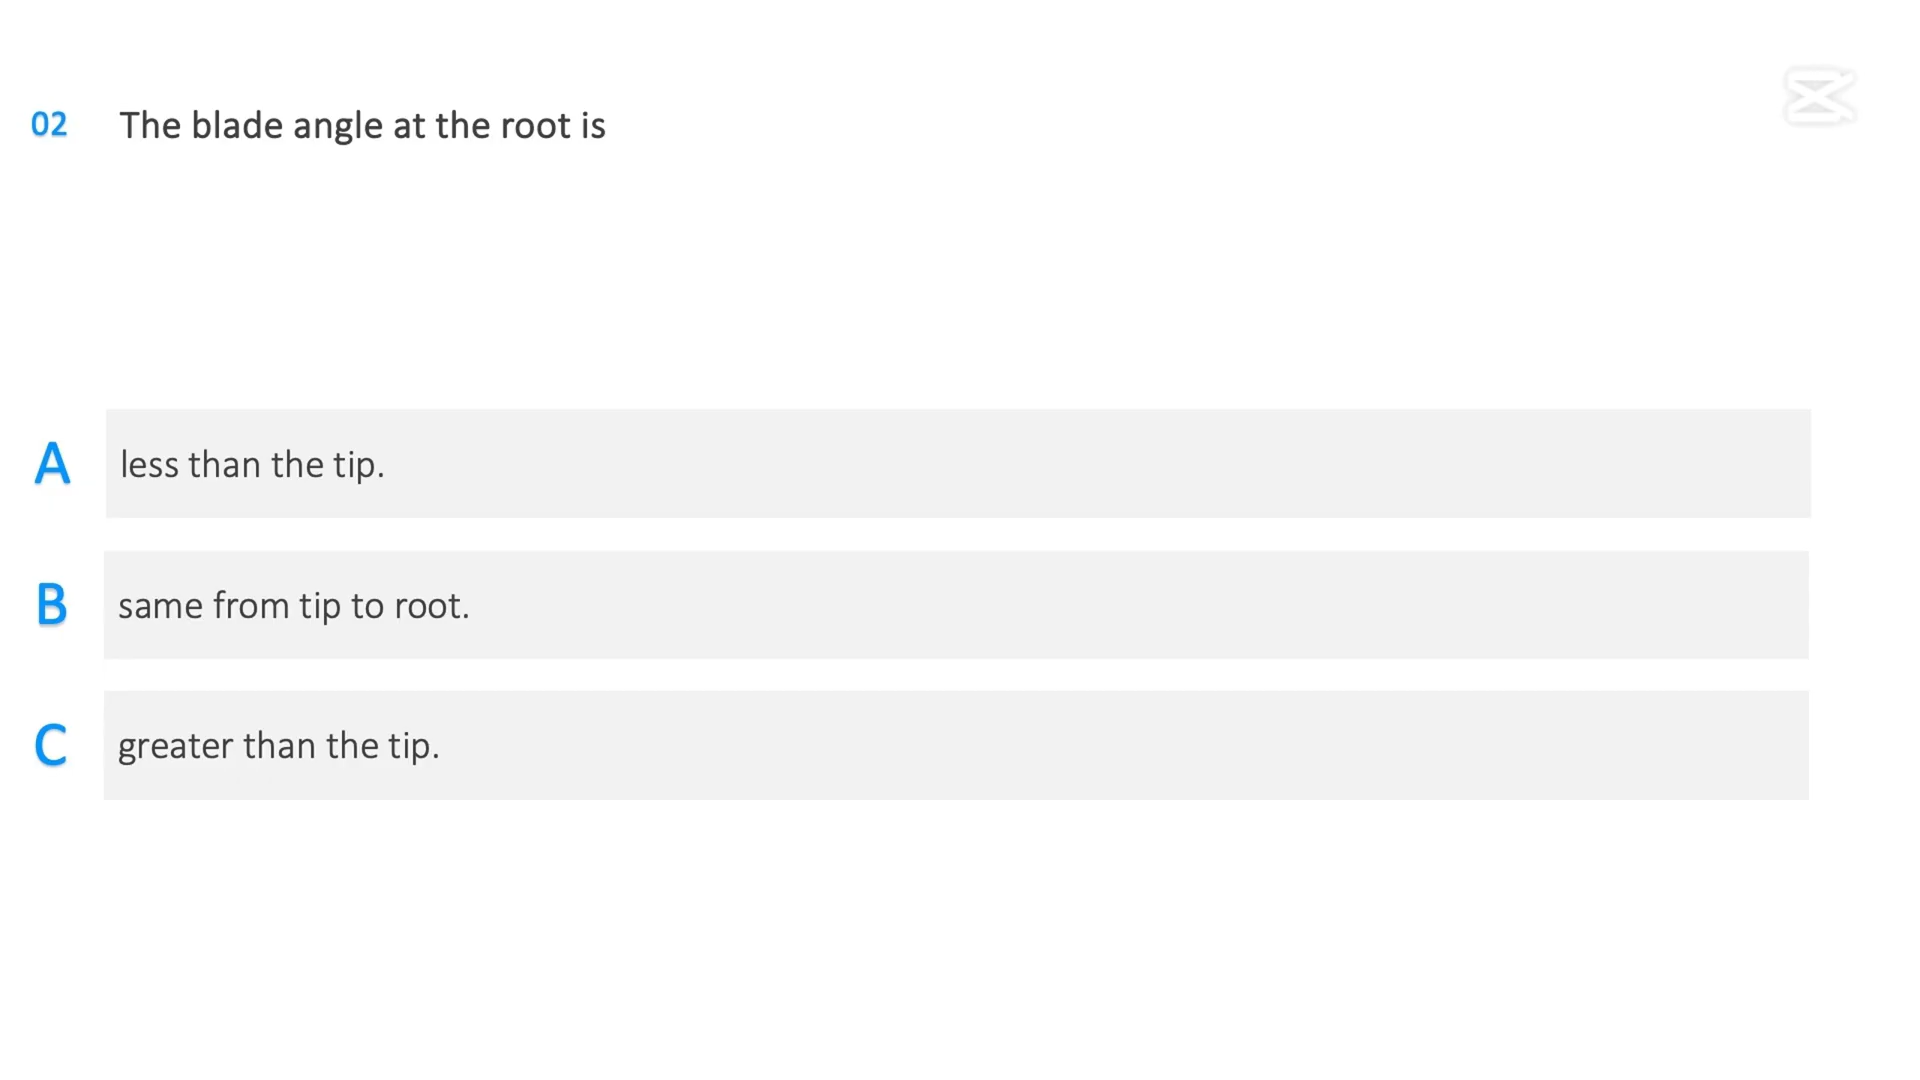 02 The blade angle at the root is
A less than the tip.
B same from tip to root.
C greater than the tip.